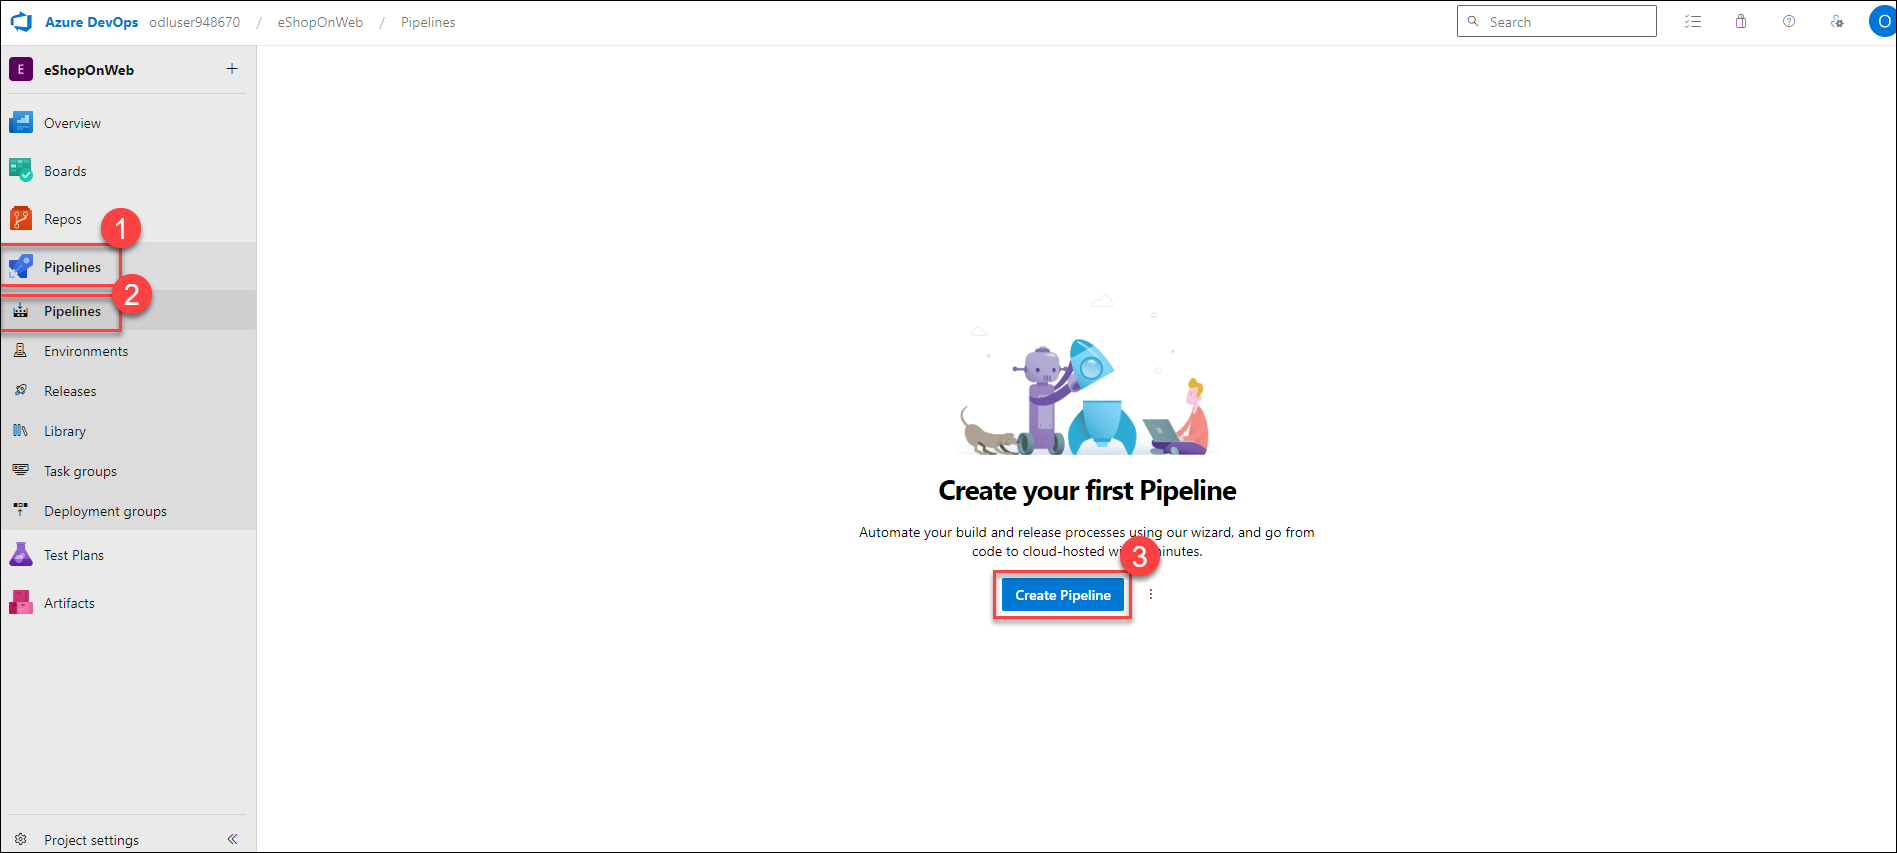 Azure DevOps odluser948670 / eShopOnWeb / Pipelines
Search
O
E eShopOnWeb
Overview
Boards
Repos
1
Pipelines
2
Pipelines
Environments
Releases
Library
Task groups
Deployment groups
Test Plans
Artifacts
Project settings
Create your first Pipeline
Automate your build and release processes using our wizard, and go from
code to cloud-hosted
3
Create Pipeline